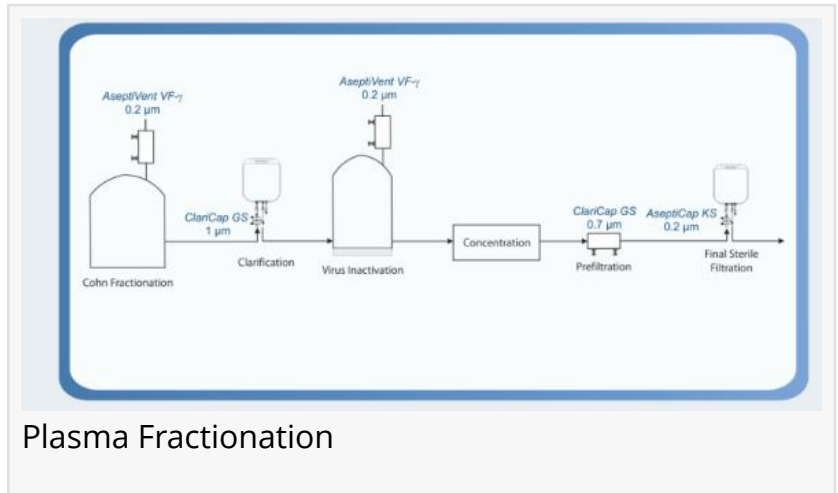 AseptiVent VF-γ
0.2 µm
Cohn Fractionation
ClariCap GS
1 µm
Clarification
AseptiVent VF-γ
0.2 µm
Virus Inactivation
Concentration
ClariCap GS
0.7 µm
Prefiltration
AseptiCap KS
0.2 µm
Final Sterile
Filtration
Plasma Fractionation